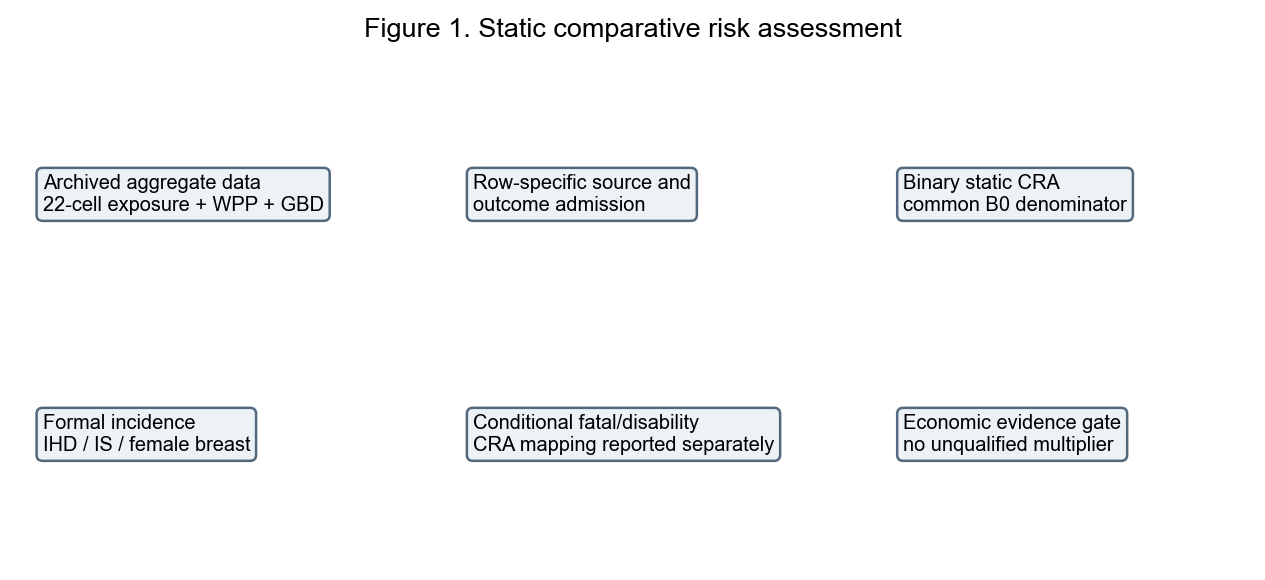 Figure 1. Static comparative risk assessment
Archived aggregate data
22-cell exposure + WPP + GBD
Row-specific source and
outcome admission
Binary static CRA
common B0 denominator
Formal incidence
IHD / IS / female breast
Conditional fatal/disability
CRA mapping reported separately
Economic evidence gate
no unqualified multiplier